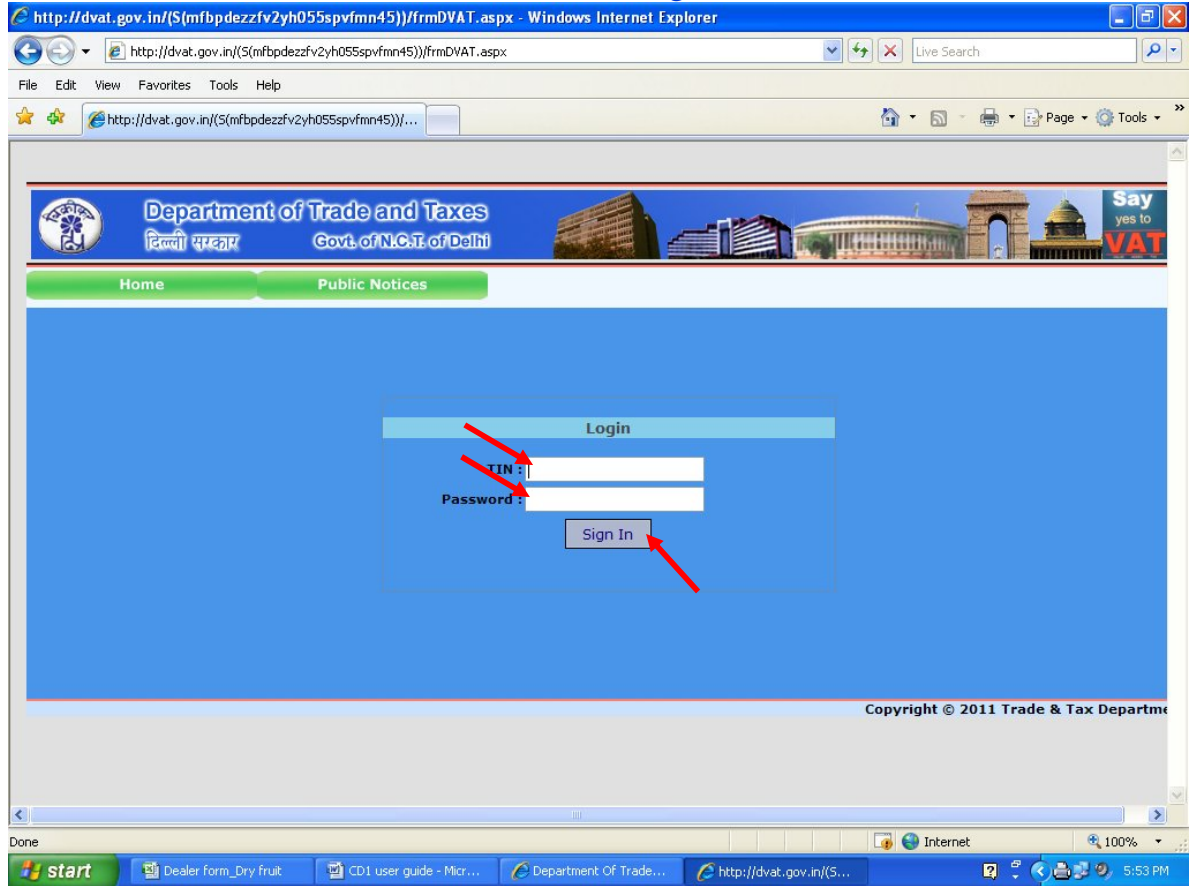 http://dvat.gov.in/(S(mfbpdezzfv2yh055spvfmn45))/frmDVAT.aspx - Windows Internet Explorer
http://dvat.gov.in/(S(mfbpdezzfv2yh055spvfmn45))/frmDVAT.aspx Live Search
File Edit View Favorites Tools Help
http://dvat.gov.in/(S(mfbpdezzfv2yh055spvfmn45))/... Page Tools »
Department of Trade and Taxes
दिल्ली सरकार Govt. of N.C.T. of Delhi
Say
yes to
VAT
Home Public Notices
Login
TIN :
Password :
Sign In
Copyright © 2011 Trade & Tax Departme
Done Internet 100%
start Dealer form_Dry fruit CD1 user guide - Micr... Department Of Trade... http://dvat.gov.in/(S... 5:53 PM